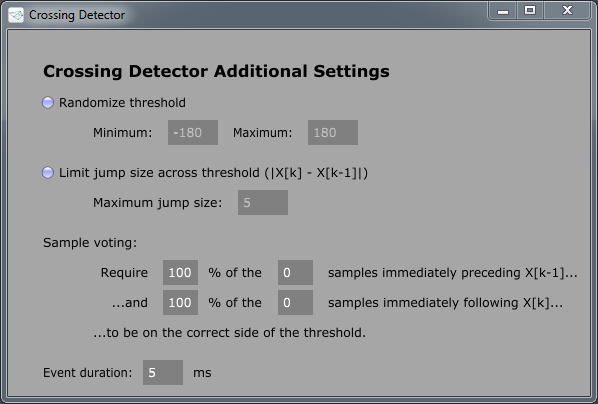 Crossing Detector
Crossing Detector Additional Settings
Randomize threshold
Minimum: -180 Maximum: 180
Limit jump size across threshold (|X[k] - X[k-1]|)
Maximum jump size: 5
Sample voting:
Require 100 % of the 0 samples immediately preceding X[k-1]...
...and 100 % of the 0 samples immediately following X[k]...
...to be on the correct side of the threshold.
Event duration: 5 ms